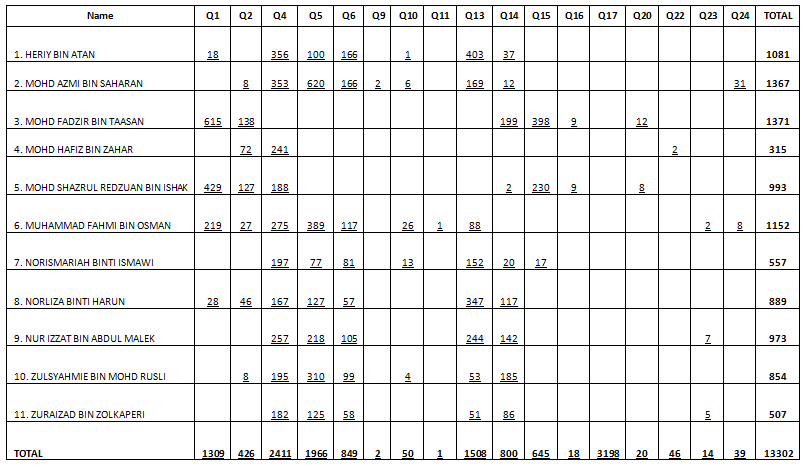 Name Q1 Q2 Q4 Q5 Q6 Q9 Q10 Q11 Q13 Q14 Q15 Q16 Q17 Q20 Q22 Q23 Q24 TOTAL
1. HERIY BIN ATAN 18 356 100 166 1 403 37 1081
2. MOHD AZMI BIN SAHARAN 8 353 620 166 2 6 169 12 31 1367
3. MOHD FADZIR BIN TAASAN 615 138 199 398 9 12 1371
4. MOHD HAFIZ BIN ZAHAR 72 241 2 315
5. MOHD SHAZRUL REDZUAN BIN ISHAK 429 127 188 2 230 9 8 993
6. MUHAMMAD FAHMI BIN OSMAN 219 27 275 389 117 26 1 88 2 8 1152
7. NORISMARIAH BINTI ISMAWI 197 77 81 13 152 20 17 557
8. NORLIZA BINTI HARUN 28 46 167 127 57 347 117 889
9. NUR IZZAT BIN ABDUL MALEK 257 218 105 244 142 7 973
10. ZULSYAHMIE BIN MOHD RUSLI 8 195 310 99 4 53 185 854
11. ZURAIZAD BIN ZOLKAPERI 182 125 58 51 86 5 507
TOTAL 1309 426 2411 1966 849 2 50 1 1508 800 645 18 3198 20 46 14 39 13302